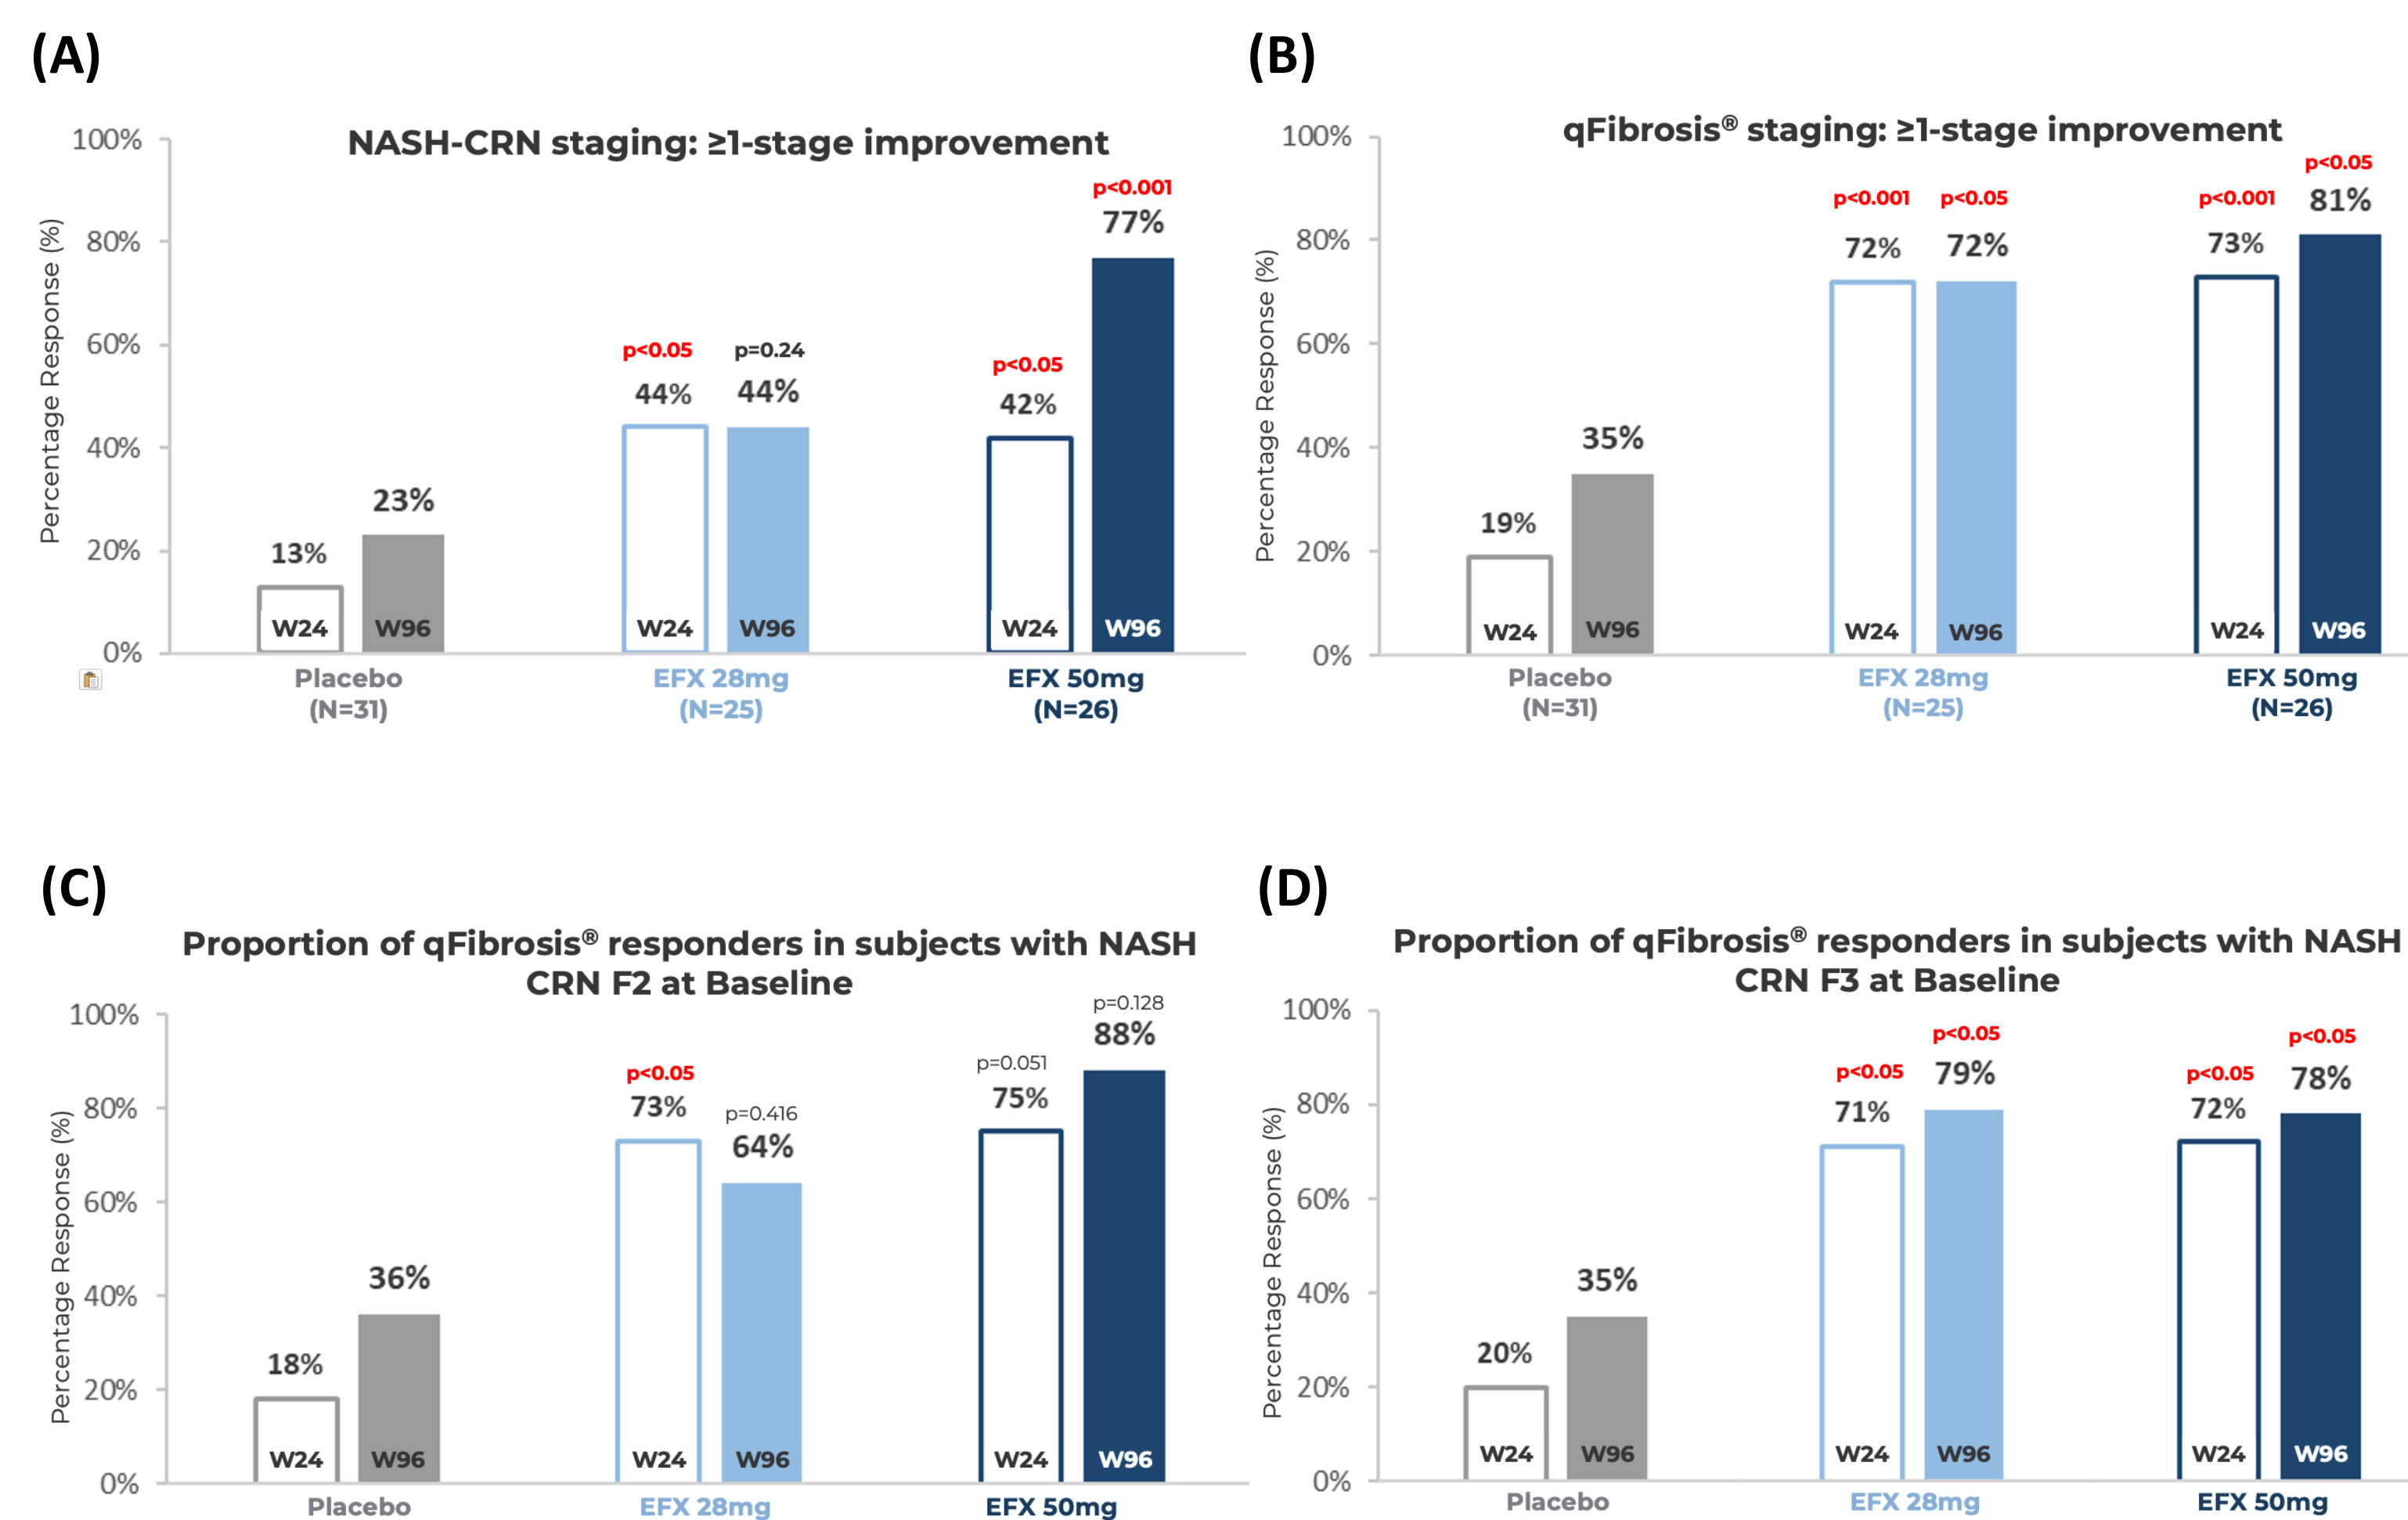 (A)
NASH-CRN staging: ≥1-stage improvement
Percentage Response (%)
100%
80%
60%
40%
20%
0%
13%
23%
p<0.05
44%
p=0.24
44%
p<0.05
42%
p<0.001
77%
W24
W96
W24
W96
W24
W96
Placebo
(N=31)
EFX 28mg
(N=25)
EFX 50mg
(N=26)
(B)
qFibrosis® staging: ≥1-stage improvement
Percentage Response (%)
100%
80%
60%
40%
20%
0%
19%
35%
p<0.001
72%
p<0.05
72%
p<0.001
73%
p<0.05
81%
W24
W96
W24
W96
W24
W96
Placebo
(N=31)
EFX 28mg
(N=25)
EFX 50mg
(N=26)
(C)
Proportion of qFibrosis® responders in subjects with NASH
CRN F2 at Baseline
Percentage Response (%)
100%
80%
60%
40%
20%
0%
18%
36%
p<0.05
73%
p=0.416
64%
p=0.051
75%
p=0.128
88%
W24
W96
W24
W96
W24
W96
Placebo
EFX 28mg
EFX 50mg
(D)
Proportion of qFibrosis® responders in subjects with NASH
CRN F3 at Baseline
Percentage Response (%)
100%
80%
60%
40%
20%
0%
20%
35%
p<0.05
71%
p<0.05
79%
p<0.05
72%
p<0.05
78%
W24
W96
W24
W96
W24
W96
Placebo
EFX 28mg
EFX 50mg